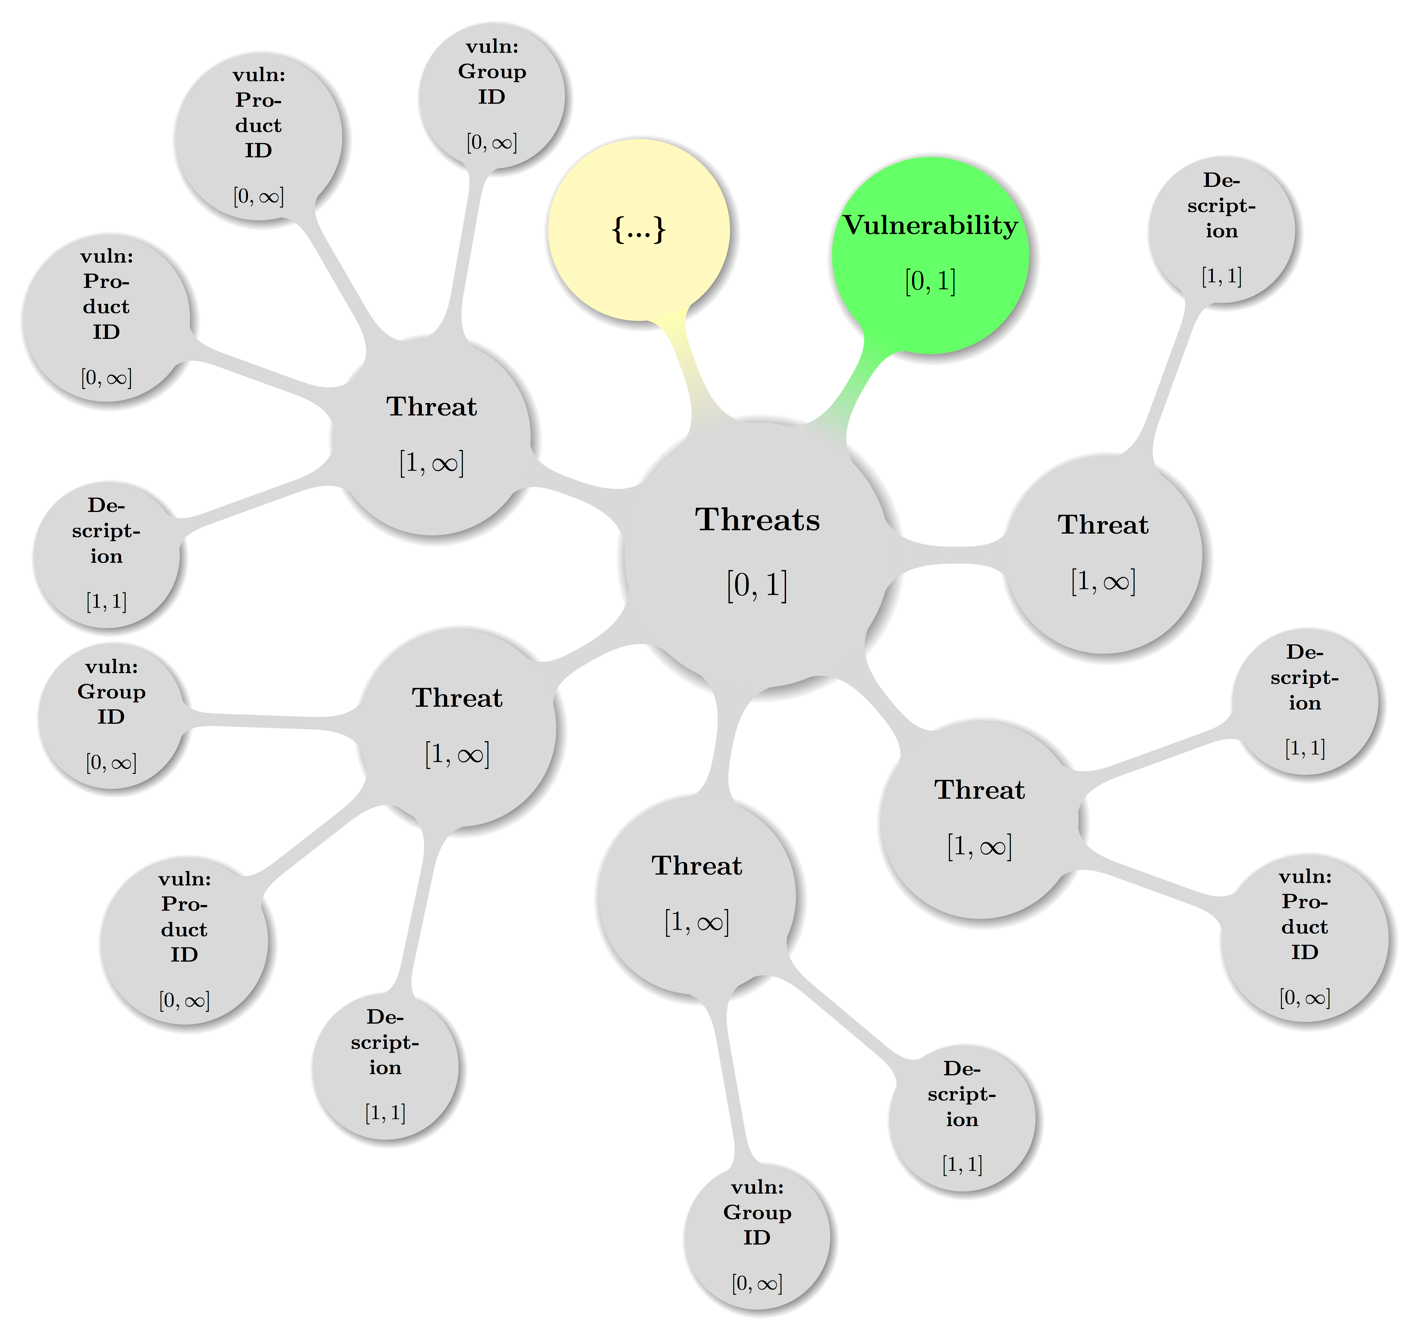 vuln:
Group
ID
[0, ∞]
vuln:
Pro-
duct
ID
[0, ∞]
{...}
Vulnerability
[0, 1]
De-
script-
ion
[1, 1]
vuln:
Pro-
duct
ID
[0, ∞]
Threat
[1, ∞]
Threats
[0, 1]
Threat
[1, ∞]
De-
script-
ion
[1, 1]
vuln:
Group
ID
[0, ∞]
Threat
[1, ∞]
De-
script-
ion
[1, 1]
Threat
[1, ∞]
Threat
[1, ∞]
vuln:
Pro-
duct
ID
[0, ∞]
vuln:
Pro-
duct
ID
[0, ∞]
De-
script-
ion
[1, 1]
De-
script-
ion
[1, 1]
vuln:
Group
ID
[0, ∞]